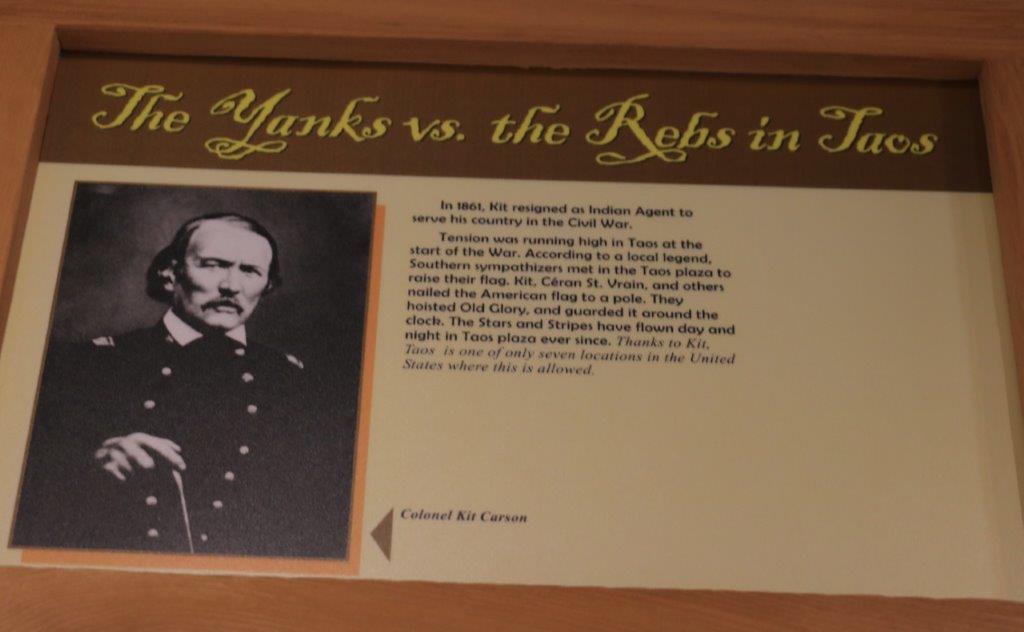 The Yanks vs. the Rebs in Taos
In 1861, Kit resigned as Indian Agent to
serve his country in the Civil War.
Tension was running high in Taos at the
start of the War. According to a local legend,
Southern sympathizers met in the Taos plaza to
raise their flag. Kit, Céran St. Vrain, and others
nailed the American flag to a pole. They
hoisted Old Glory, and guarded it around the
clock. The Stars and Stripes have flown day and
night in Taos plaza ever since. Thanks to Kit,
Taos is one of only seven locations in the United
States where this is allowed.
Colonel Kit Carson